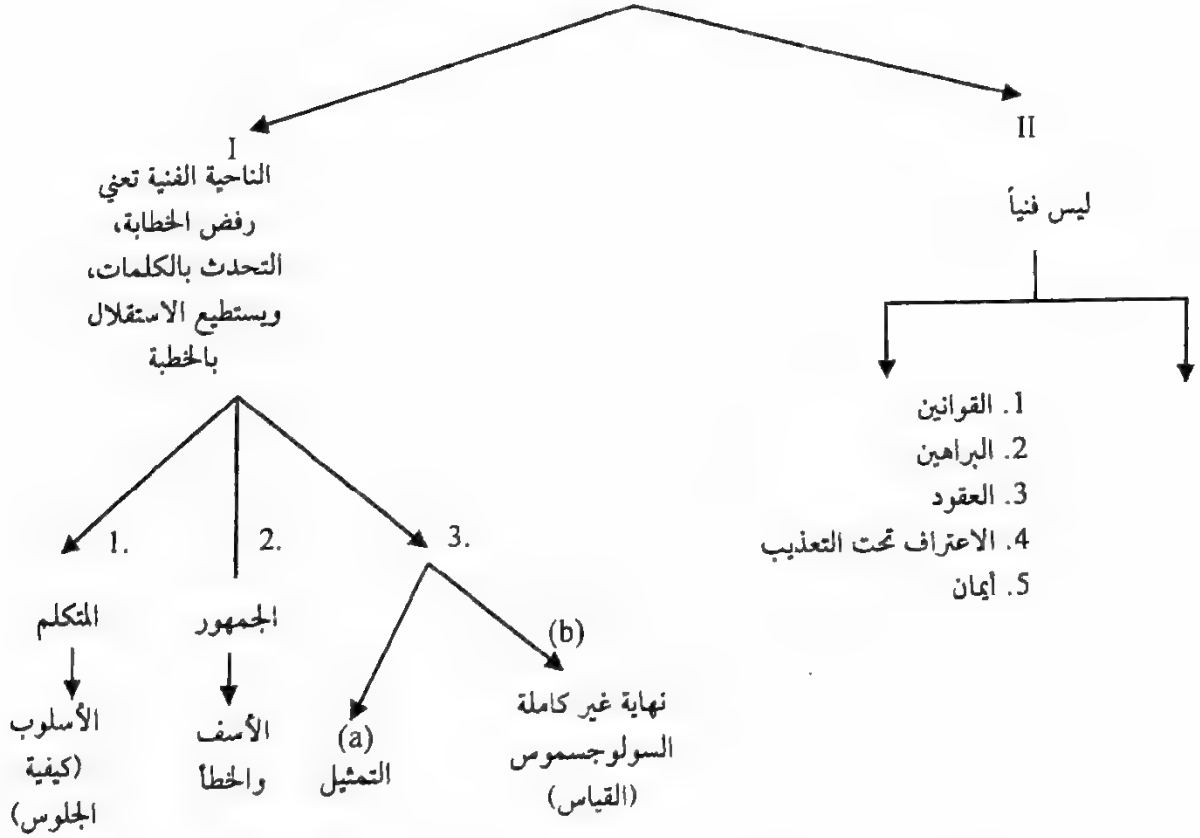 I
الناحية الفنية تعني
رفض الخطابة،
التحدث بالكلمات،
ويستطيع الاستقلال
بالخطبة
II
ليس فنياً
1. القوانين
2. البراهين
3. العقود
4. الاعتراف تحت التعذيب
5. أيمان
1.
2.
3.
المتكلم
الأسلوب
(كيفية
الجلوس)
الجمهور
الأسف
والخطأ
(a)
التمثيل
(b)
نهاية غير كاملة
السولوجسموس
(القياس)